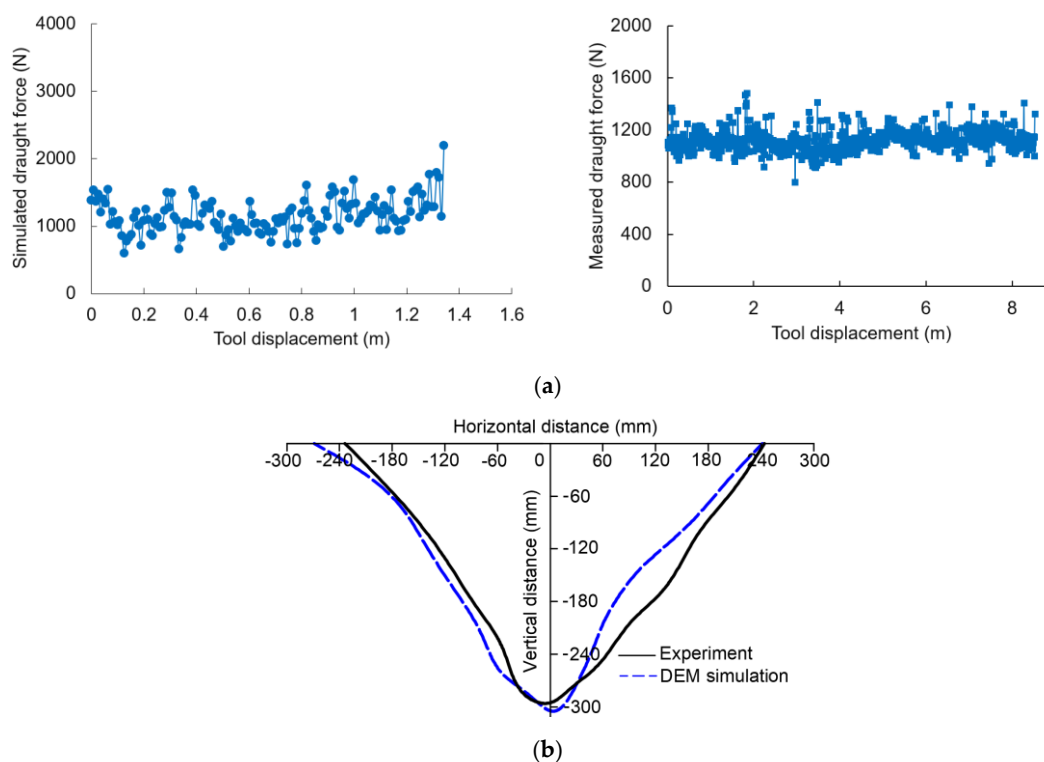 Simulated draught force (N)
4000
3000
2000
1000
0
0 0.2 0.4 0.6 0.8 1 1.2 1.4 1.6
Tool displacement (m)
Measured draught force (N)
2000
1600
1200
800
400
0
0 2 4 6 8
Tool displacement (m)
(a)
Horizontal distance (mm)
-300 -240 -180 -120 -60 0 60 120 180 240 300
Vertical distance (mm)
-60
-120
-180
-240
-300
Experiment
DEM simulation
(b)